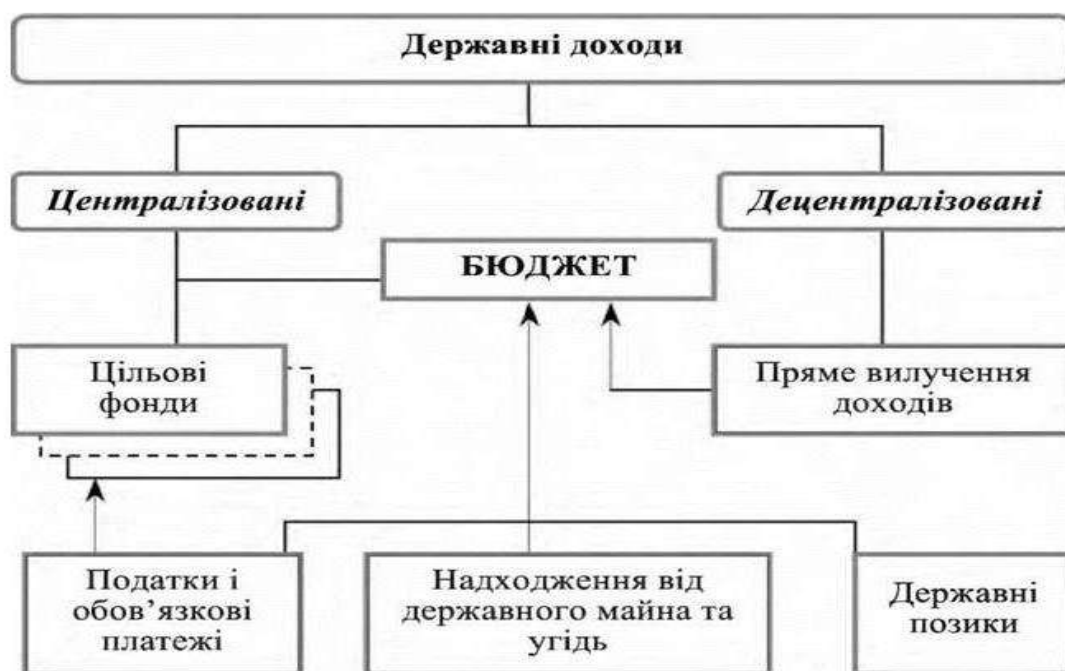 Державні доходи
Централізовані
Децентралізовані
БЮДЖЕТ
Цільові
фонди
Пряме вилучення
доходів
Податки і
обов’язкові
платежі
Надходження від
державного майна та
угідь
Державні
позики